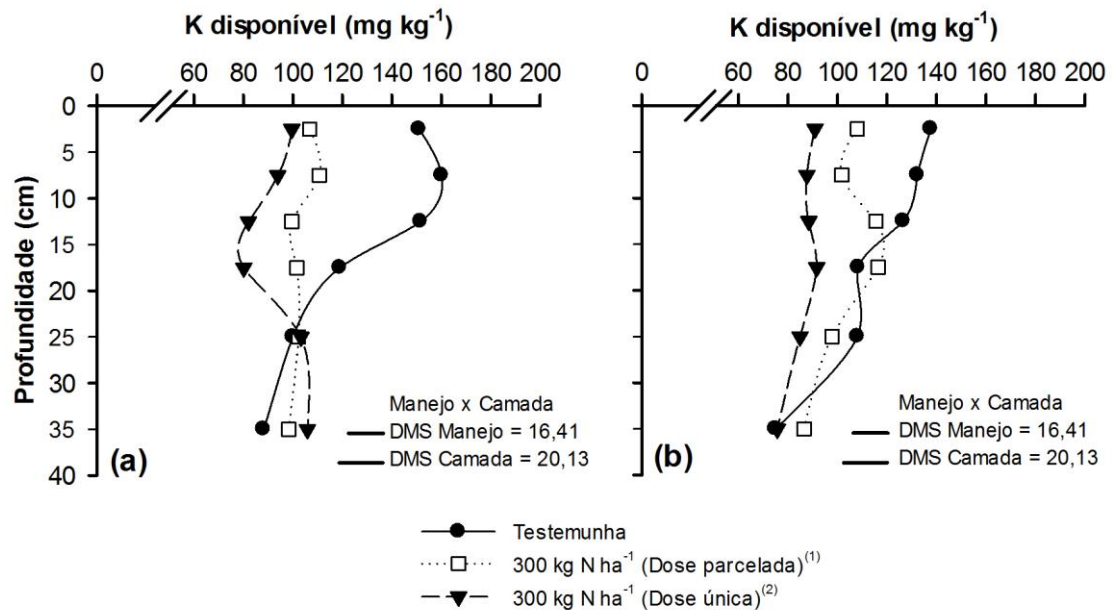 K disponível (mg kg⁻¹)
0 60 80 100 120 140 160 180 200
Profundidade (cm)
0
5
10
15
20
25
30
35
40
Manejo x Camada
DMS Manejo = 16,41
DMS Camada = 20,13
(a)
K disponível (mg kg⁻¹)
0 60 80 100 120 140 160 180 200
Manejo x Camada
DMS Manejo = 16,41
DMS Camada = 20,13
(b)
Testemunha
300 kg N ha⁻¹ (Dose parcelada)⁽¹⁾
300 kg N ha⁻¹ (Dose única)⁽²⁾